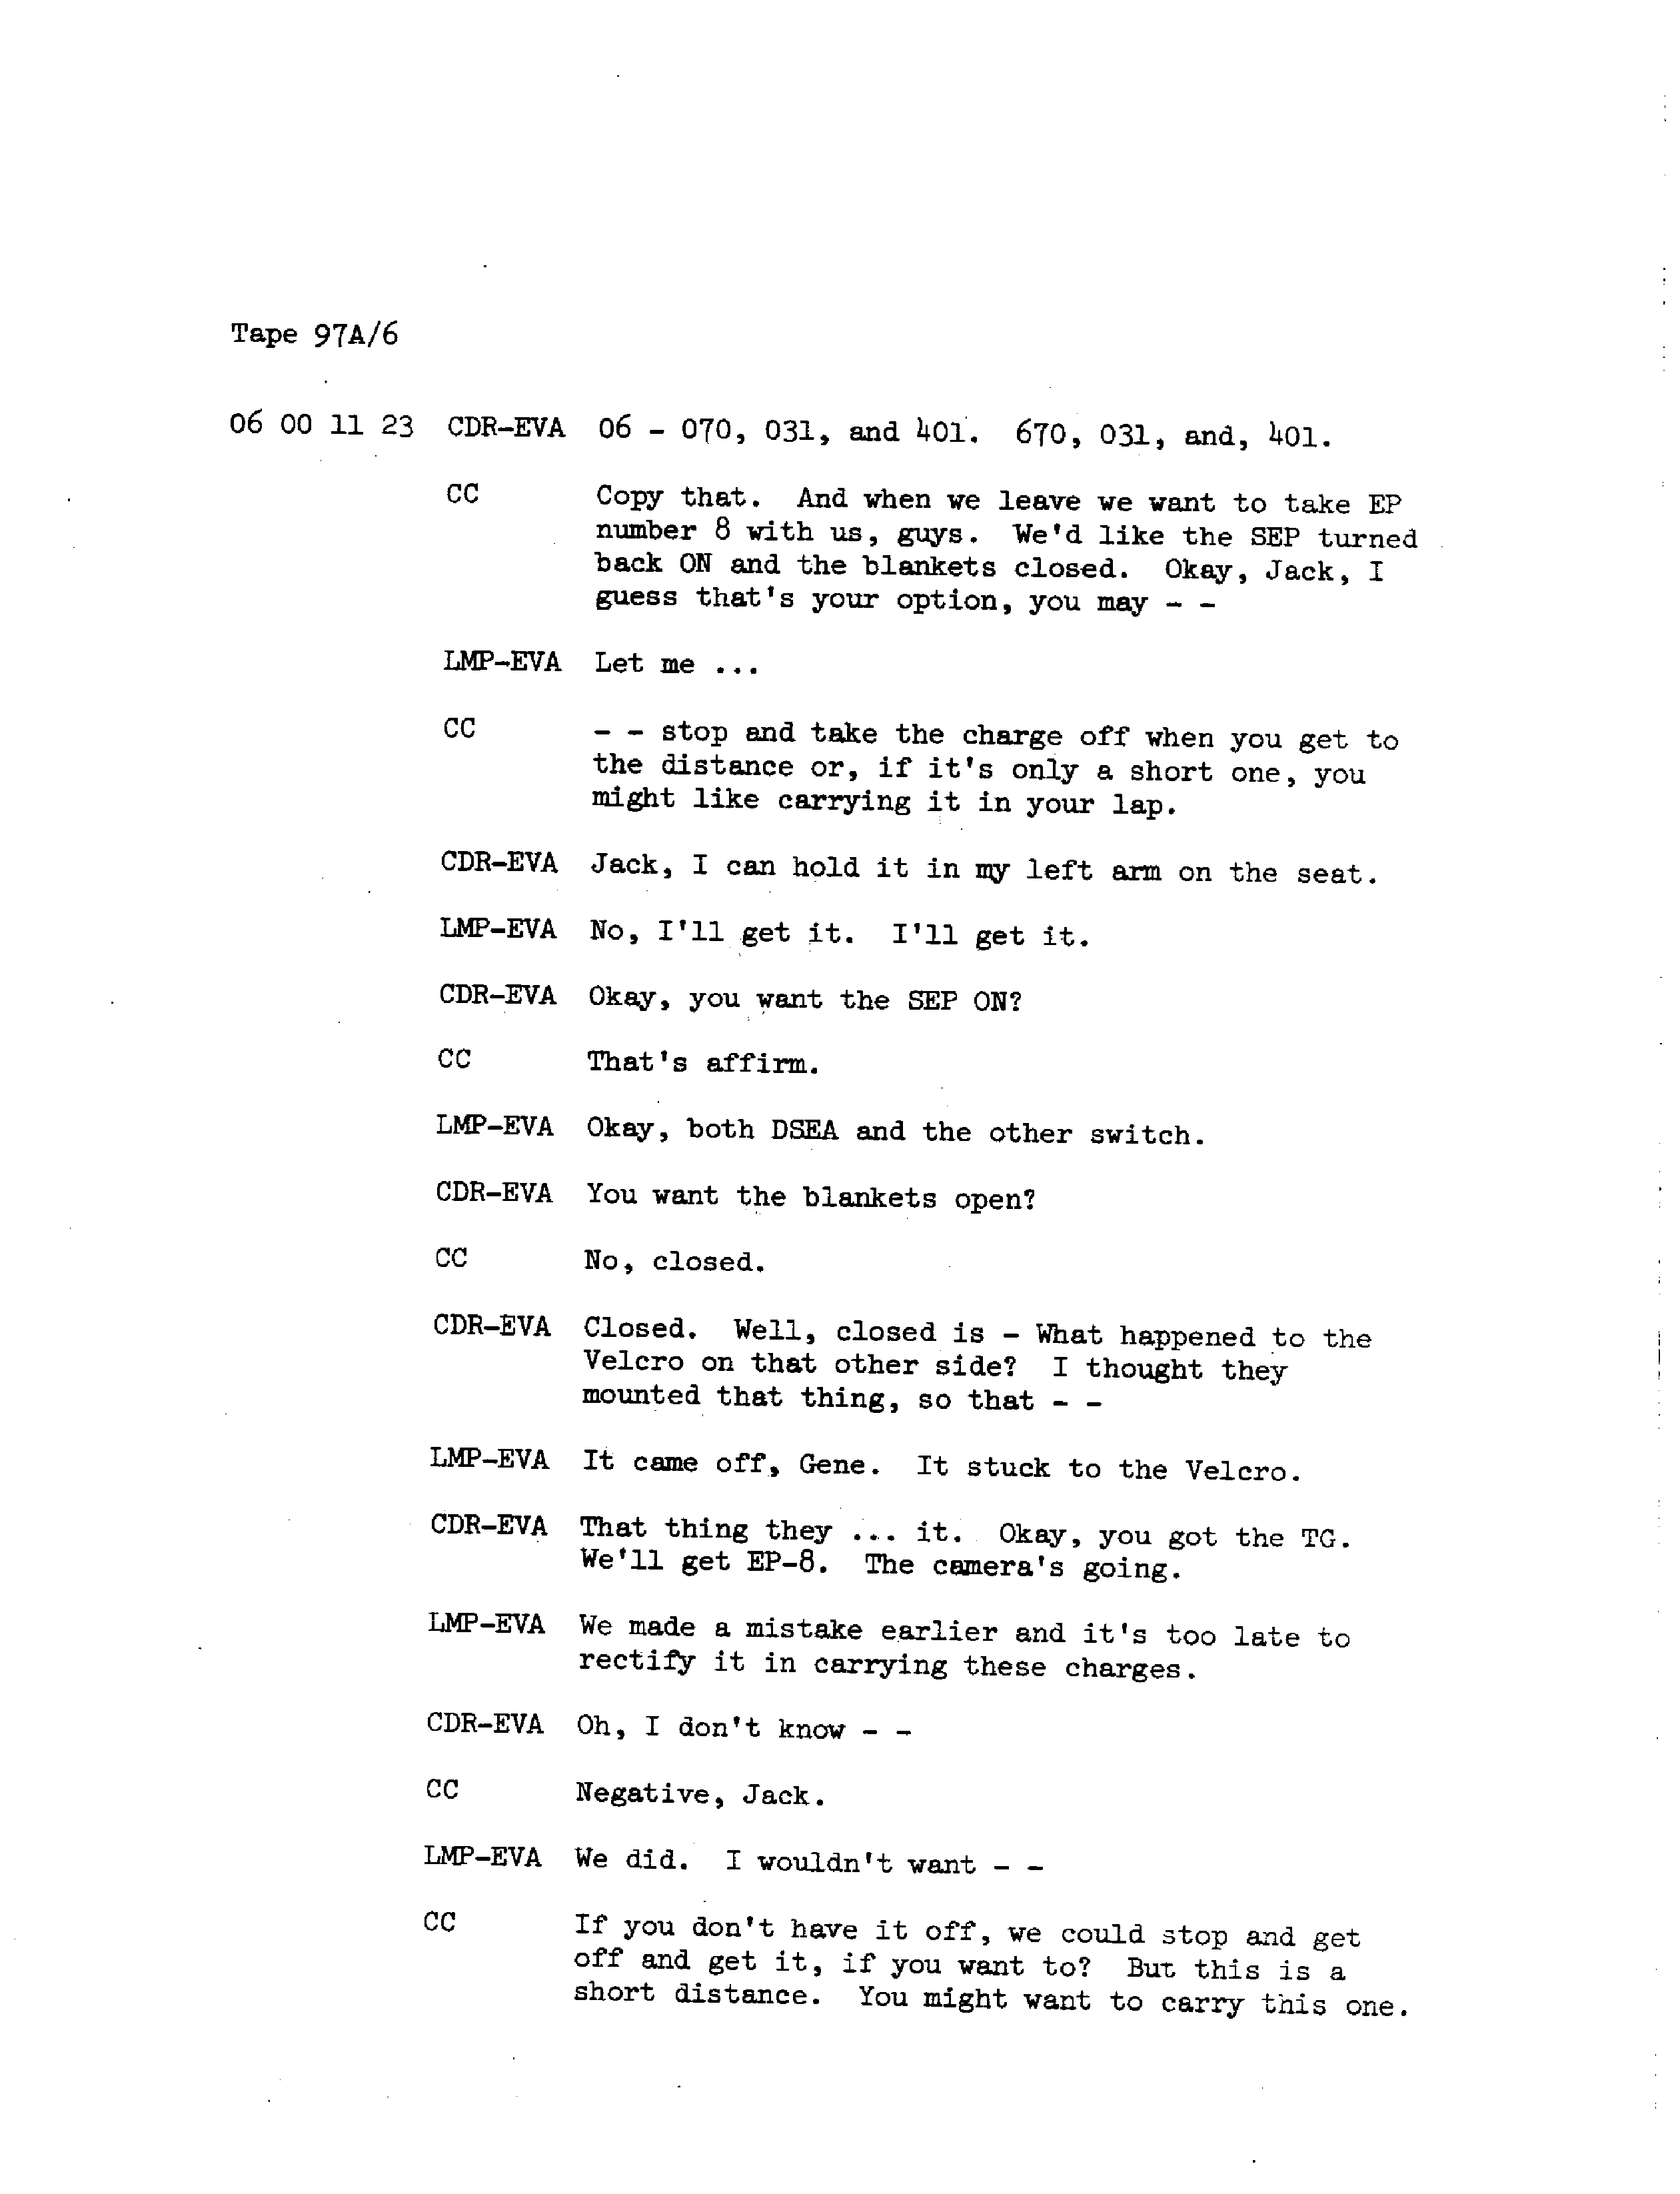 Tape 97A/6
06 00 11 23 CDR-EVA 06 - 070, 031, and 401. 670, 031, and, 401.
CC Copy that. And when we leave we want to take EP
number 8 with us, guys. We'd like the SEP turned
back ON and the blankets closed. Okay, Jack, I
guess that's your option, you may - -
LMP-EVA Let me ...
CC - - stop and take the charge off when you get to
the distance or, if it's only a short one, you
might like carrying it in your lap.
CDR-EVA Jack, I can hold it in my left arm on the seat.
LMP-EVA No, I'll get it. I'll get it.
CDR-EVA Okay, you want the SEP ON?
CC That's affirm.
LMP-EVA Okay, both DSEA and the other switch.
CDR-EVA You want the blankets open?
CC No, closed.
CDR-EVA Closed. Well, closed is - What happened to the
Velcro on that other side? I thought they
mounted that thing, so that - -
LMP-EVA It came off, Gene. It stuck to the Velcro.
CDR-EVA That thing they ... it. Okay, you got the TG.
We'll get EP-8. The camera's going.
LMP-EVA We made a mistake earlier and it's too late to
rectify it in carrying these charges.
CDR-EVA Oh, I don't know - -
CC Negative, Jack.
LMP-EVA We did. I wouldn't want - -
CC If you don't have it off, we could stop and get
off and get it, if you want to? But this is a
short distance. You might want to carry this one.